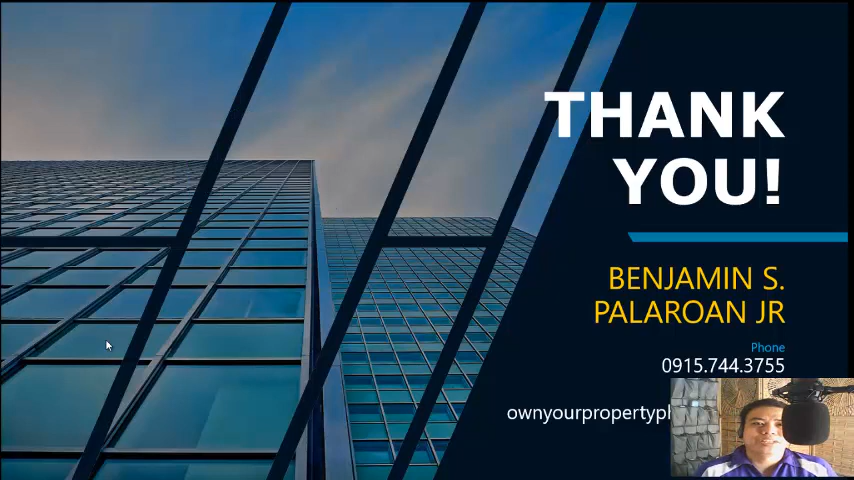 THANK
YOU!
BENJAMIN S.
PALAROAN JR
Phone
0915.744.3755